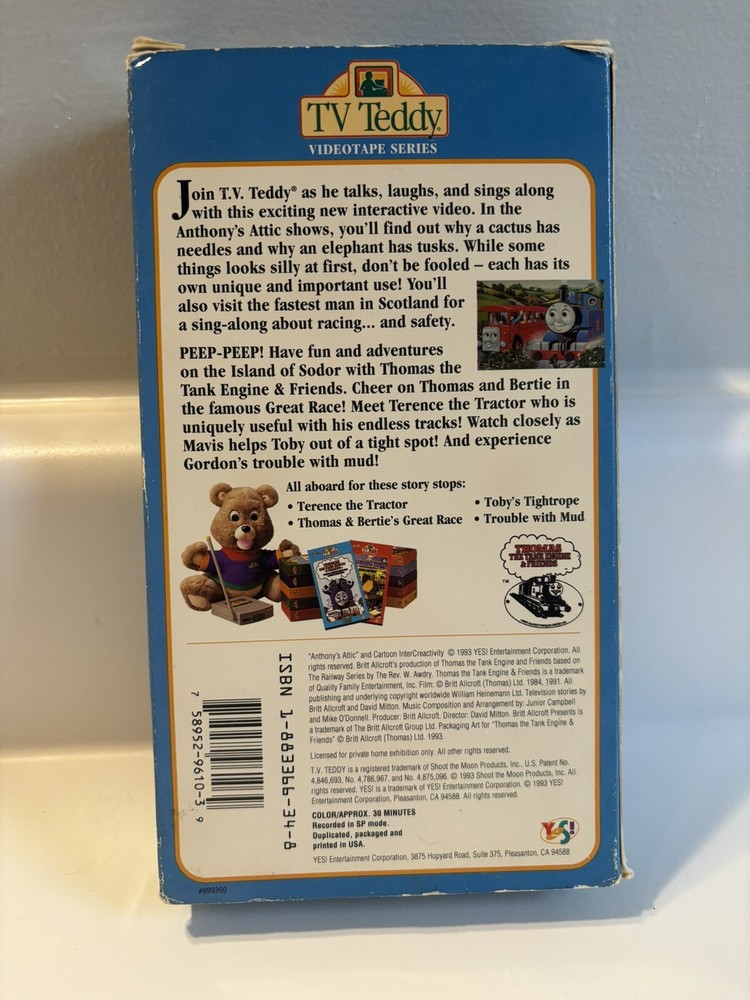 TV Teddy®
VIDEOTAPE SERIES
Join T.V. Teddy® as he talks, laughs, and sings along
with this exciting new interactive video. In the
Anthony's Attic shows, you'll find out why a cactus has
needles and why an elephant has tusks. While some
things looks silly at first, don't be fooled – each has its
own unique and important use! You'll
also visit the fastest man in Scotland for
a sing-along about racing... and safety.
PEEP-PEEP! Have fun and adventures
on the Island of Sodor with Thomas the
Tank Engine & Friends. Cheer on Thomas and Bertie in
the famous Great Race! Meet Terence the Tractor who is
uniquely useful with his endless tracks! Watch closely as
Mavis helps Toby out of a tight spot! And experience
Gordon's trouble with mud!
All aboard for these story stops:
• Terence the Tractor
• Thomas & Bertie's Great Race
• Toby's Tightrope
• Trouble with Mud
THOMAS
THE TANK ENGINE
& FRIENDS
TM
"Anthony's Attic" and Cartoon InterCreactivity © 1993 YES! Entertainment Corporation. All
rights reserved. Britt Allcroft's production of Thomas the Tank Engine and Friends based on
The Railway Series by The Rev. W. Awdry. Thomas the Tank Engine & Friends is a trademark
of Quality Family Entertainment, Inc. Film: © Britt Allcroft (Thomas) Ltd. 1984, 1991. All
publishing and underlying copyright worldwide William Heinemann Ltd. Television stories by
Britt Allcroft and David Mitton. Music Composition and Arrangement by: Junior Campbell
and Mike O'Donnell. Producer: Britt Allcroft. Director: David Mitton. Britt Allcroft Presents is
a trademark of The Britt Allcroft Group Ltd. Packaging Art for "Thomas the Tank Engine &
Friends" © Britt Allcroft (Thomas) Ltd. 1993.
Licensed for private home exhibition only. All other rights reserved.
T.V. TEDDY is a registered trademark of Shoot the Moon Products, Inc., U.S. Patent No.
4,846,693, No. 4,786,967, and No. 4,875,096. © 1993 Shoot the Moon Products, Inc. All
rights reserved. YES! is a trademark of YES! Entertainment Corporation. © 1993 YES!
Entertainment Corporation, Pleasanton, CA 94588. All rights reserved.
COLOR/APPROX. 30 MINUTES
Recorded in SP mode.
Duplicated, packaged and
printed in USA.
YES!
YES! Entertainment Corporation, 3875 Hopyard Road, Suite 375, Pleasanton, CA 94588
ISBN 1-883366-34-8
7 58952-9610-3 9
#999360